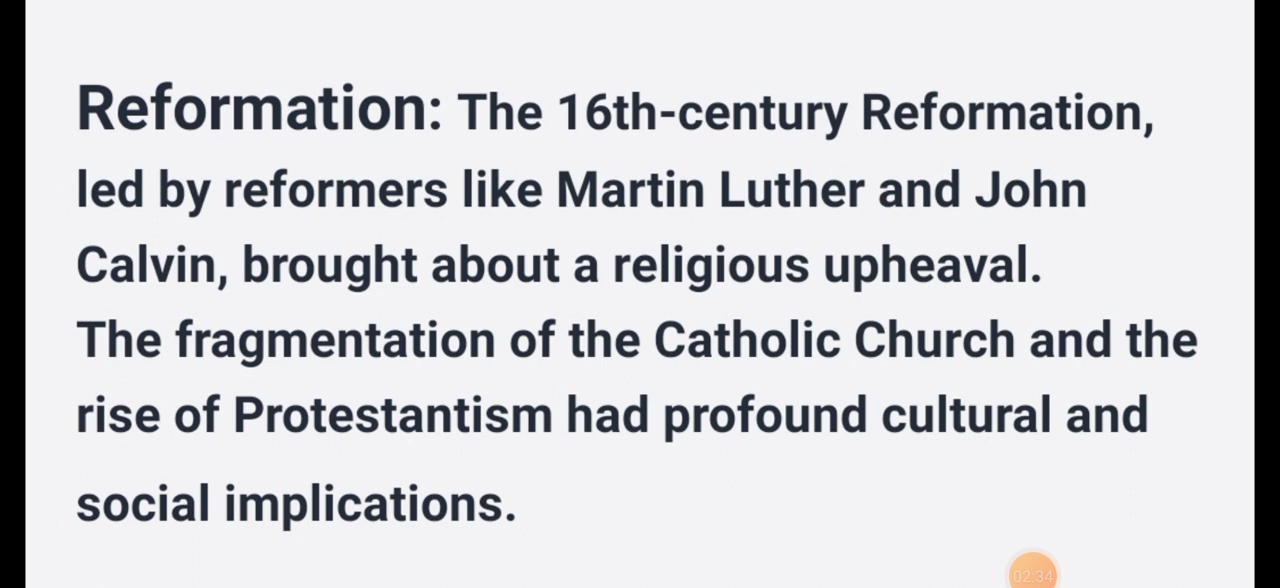 Reformation: The 16th-century Reformation,
led by reformers like Martin Luther and John
Calvin, brought about a religious upheaval.
The fragmentation of the Catholic Church and the
rise of Protestantism had profound cultural and
social implications.
02:34